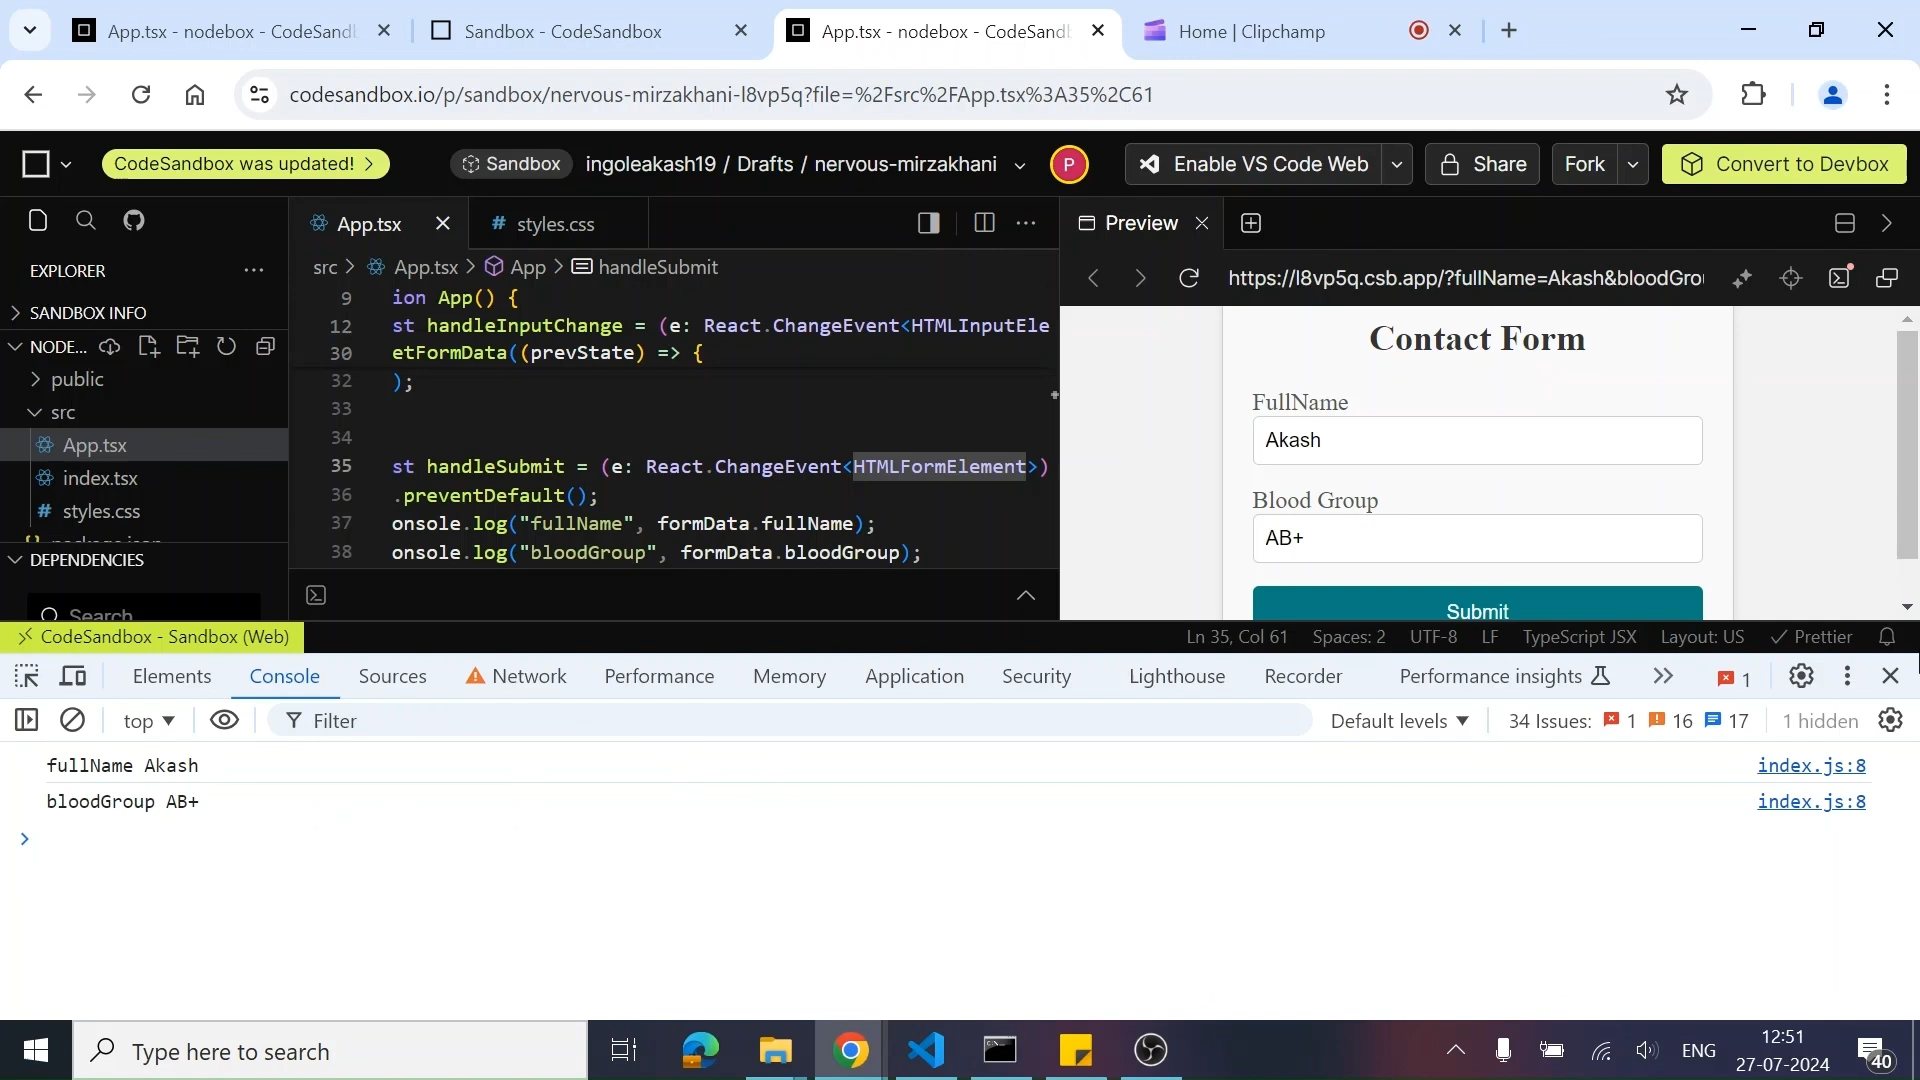 App.tsx - nodebox - CodeSand
Sandbox - CodeSandbox
App.tsx - nodebox - CodeSand
Home | Clipchamp
codesandbox.io/p/sandbox/nervous-mirzakhani-l8vp5q?file=%2Fsrc%2FApp.tsx%3A35%2C61
CodeSandbox was updated!
Sandbox
ingoleakash19 / Drafts / nervous-mirzakhani
P
Enable VS Code Web
Share
Fork
Convert to Devbox
EXPLORER
SANDBOX INFO
NODE...
public
src
App.tsx
index.tsx
styles.css
DEPENDENCIES
Search
App.tsx
# styles.css
src > App.tsx > App > handleSubmit
9 ion App() {
12 st handleInputChange = (e: React.ChangeEvent<HTMLInputEle
30 etFormData((prevState) => {
32 );
33
34
35 st handleSubmit = (e: React.ChangeEvent<HTMLFormElement>)
36 .preventDefault();
37 onsole.log("fullName", formData.fullName);
38 onsole.log("bloodGroup", formData.bloodGroup);
Preview
https://l8vp5q.csb.app/?fullName=Akash&bloodGrou
Contact Form
FullName
Akash
Blood Group
AB+
Submit
CodeSandbox - Sandbox (Web)
Ln 35, Col 61
Spaces: 2
UTF-8
LF
TypeScript JSX
Layout: US
Prettier
Elements
Console
Sources
Network
Performance
Memory
Application
Security
Lighthouse
Recorder
Performance insights
1
top
Filter
Default levels
34 Issues: 1 16 17
1 hidden
fullName Akash
index.js:8
bloodGroup AB+
index.js:8
Type here to search
ENG
12:51
27-07-2024
40